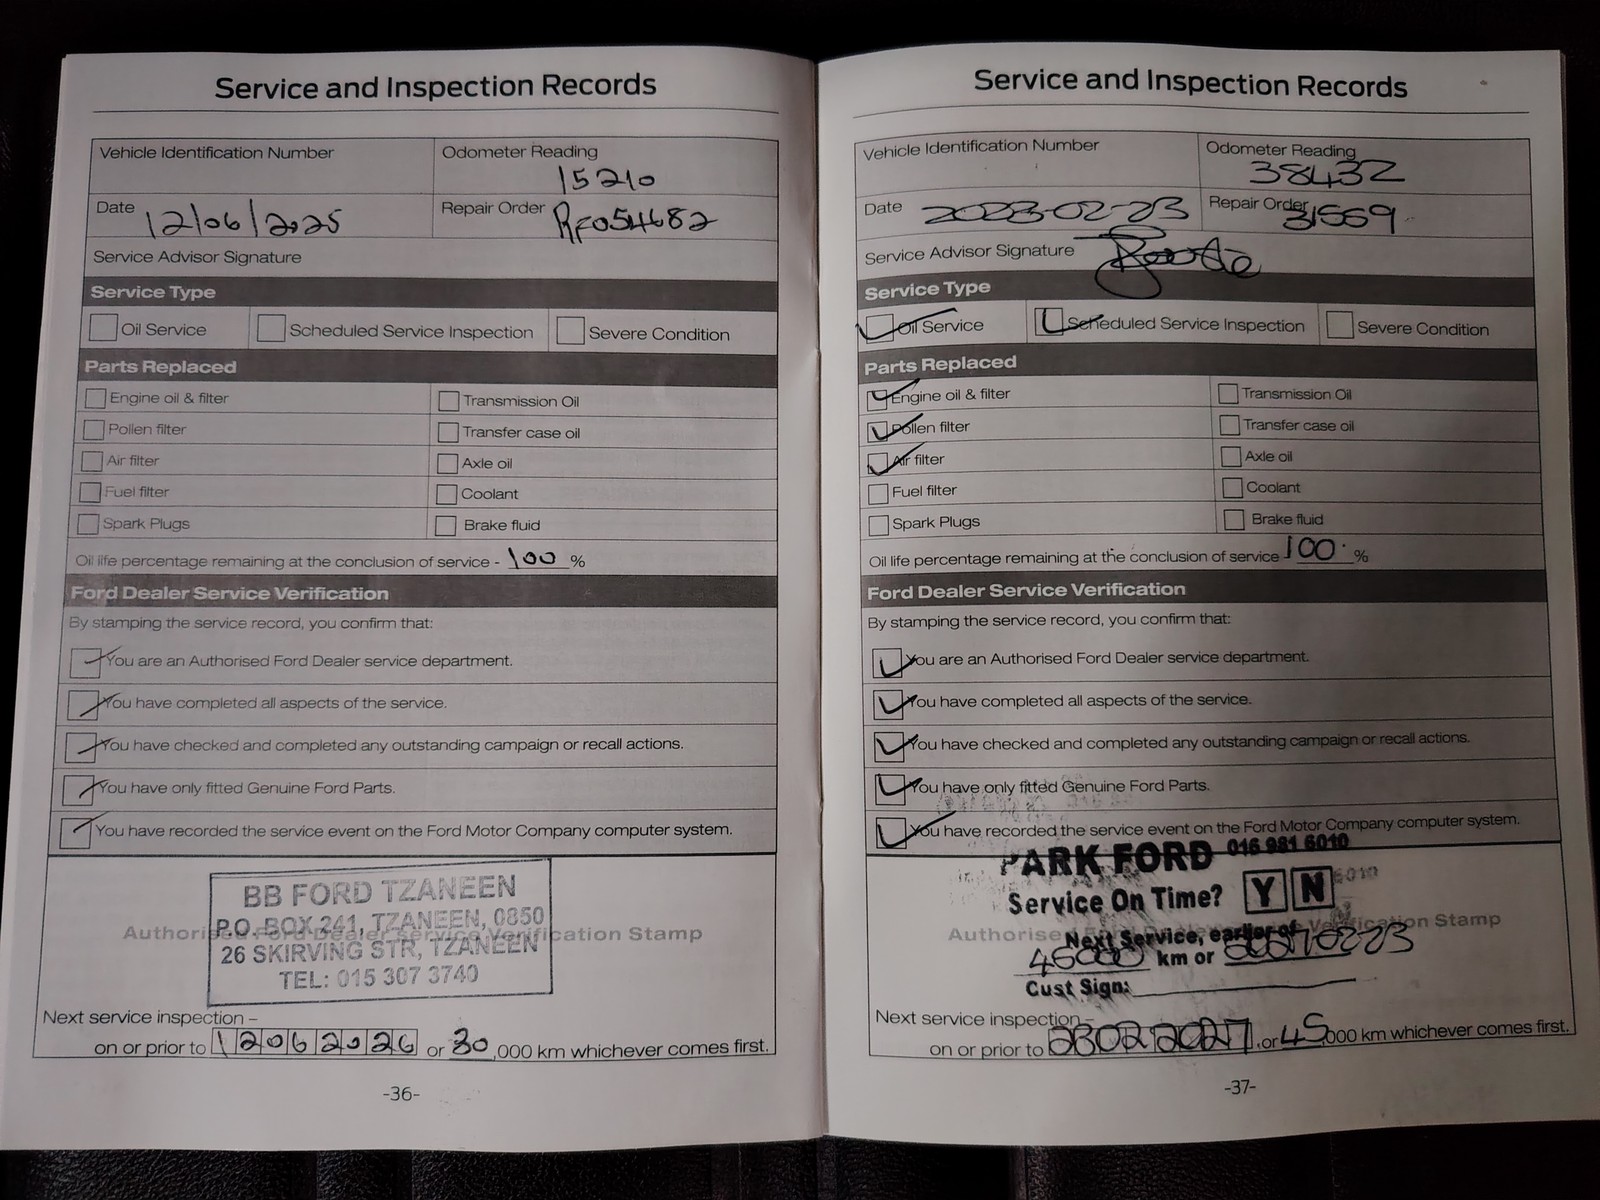 Service and Inspection Records
Vehicle Identification Number
Odometer Reading
15210
Date 12/06/2025
Repair Order RF054682
Service Advisor Signature
Service Type
Oil Service Scheduled Service Inspection Severe Condition
Parts Replaced
Engine oil & filter Transmission Oil
Pollen filter Transfer case oil
Air filter Axle oil
Fuel filter Coolant
Spark Plugs Brake fluid
Oil life percentage remaining at the conclusion of service - 100 %
Ford Dealer Service Verification
By stamping the service record, you confirm that:
You are an Authorised Ford Dealer service department.
You have completed all aspects of the service.
You have checked and completed any outstanding campaign or recall actions.
You have only fitted Genuine Ford Parts.
You have recorded the service event on the Ford Motor Company computer system.
BB FORD TZANEEN
P.O. BOX 241, TZANEEN, 0850
Authorised Ford Dealer Service Verification Stamp
26 SKIRVING STR, TZANEEN
TEL: 015 307 3740
Next service inspection –
on or prior to 12062026 or 30 ,000 km whichever comes first.
-36-
Service and Inspection Records
Vehicle Identification Number
Odometer Reading
38432
Date
Repair Order 31559
Service Advisor Signature
Service Type
Oil Service Scheduled Service Inspection Severe Condition
Parts Replaced
Engine oil & filter Transmission Oil
Pollen filter Transfer case oil
Air filter Axle oil
Fuel filter Coolant
Spark Plugs Brake fluid
Oil life percentage remaining at the conclusion of service - 100 %
Ford Dealer Service Verification
By stamping the service record, you confirm that:
You are an Authorised Ford Dealer service department.
You have completed all aspects of the service.
You have checked and completed any outstanding campaign or recall actions.
You have only fitted Genuine Ford Parts.
You have recorded the service event on the Ford Motor Company computer system.
PARK FORD 016 981 6010
Service On Time? Y N
Authorised Verification Stamp
Next Service, earlier of
45000 km or
Cust Sign:
Next service inspection –
on or prior to 23022027 or 45,000 km whichever comes first.
-37-